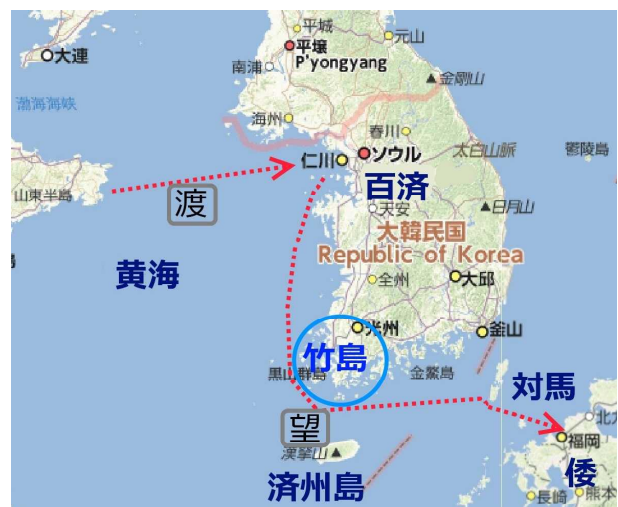 平城
元山
大連
平壌
P'yongyang
南浦
金剛山
渤海海峡
海州
春川
仁川
ソウル
太白山脈
鬱陵島
山東半島
渡
百済
天安
日月山
大韓民国
Republic of Korea
黄海
全州
大邱
光州
釜山
竹島
黒山群島
金鰲島
対馬
望
北九
福岡
漢拏山
済州島
倭
長崎
熊本